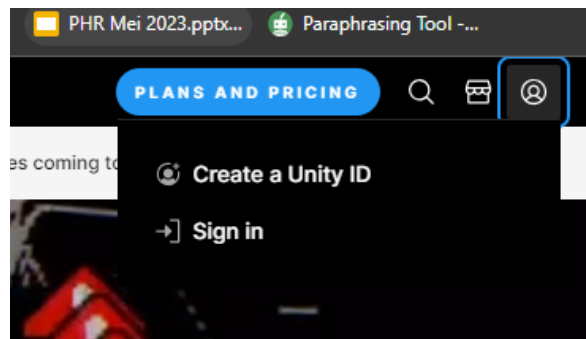 PHR Mei 2023.pptx... Paraphrasing Tool -...
PLANS AND PRICING
es coming to
Create a Unity ID
Sign in